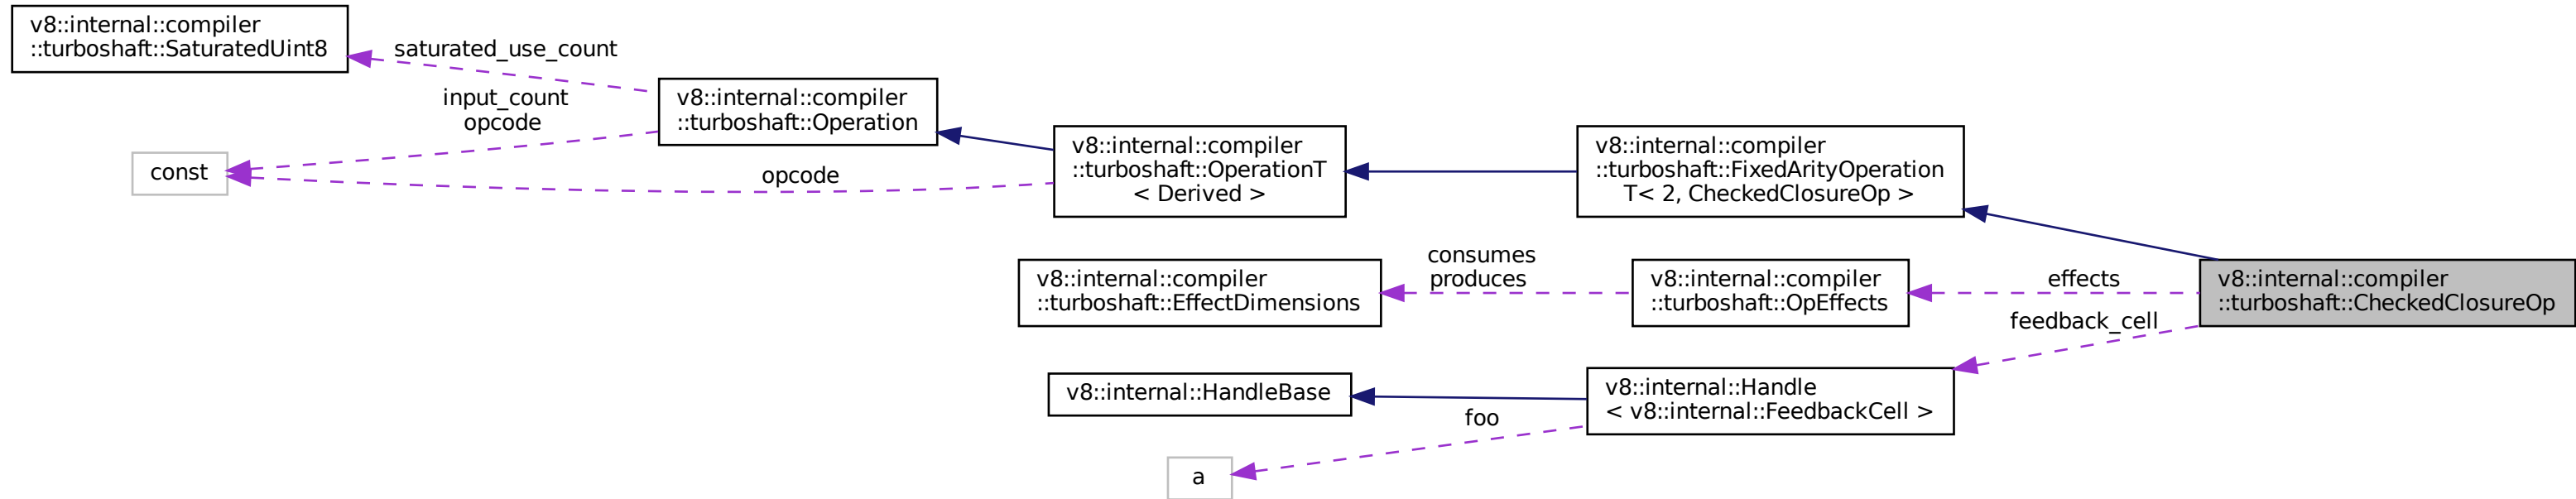 v8::internal::compiler
::turboshaft::SaturatedUint8
saturated_use_count
input_count
opcode
const
v8::internal::compiler
::turboshaft::Operation
opcode
v8::internal::compiler
::turboshaft::OperationT
< Derived >
v8::internal::compiler
::turboshaft::FixedArityOperation
T< 2, CheckedClosureOp >
v8::internal::compiler
::turboshaft::EffectDimensions
consumes
produces
v8::internal::compiler
::turboshaft::OpEffects
effects
feedback_cell
v8::internal::compiler
::turboshaft::CheckedClosureOp
v8::internal::HandleBase
foo
v8::internal::Handle
< v8::internal::FeedbackCell >
a